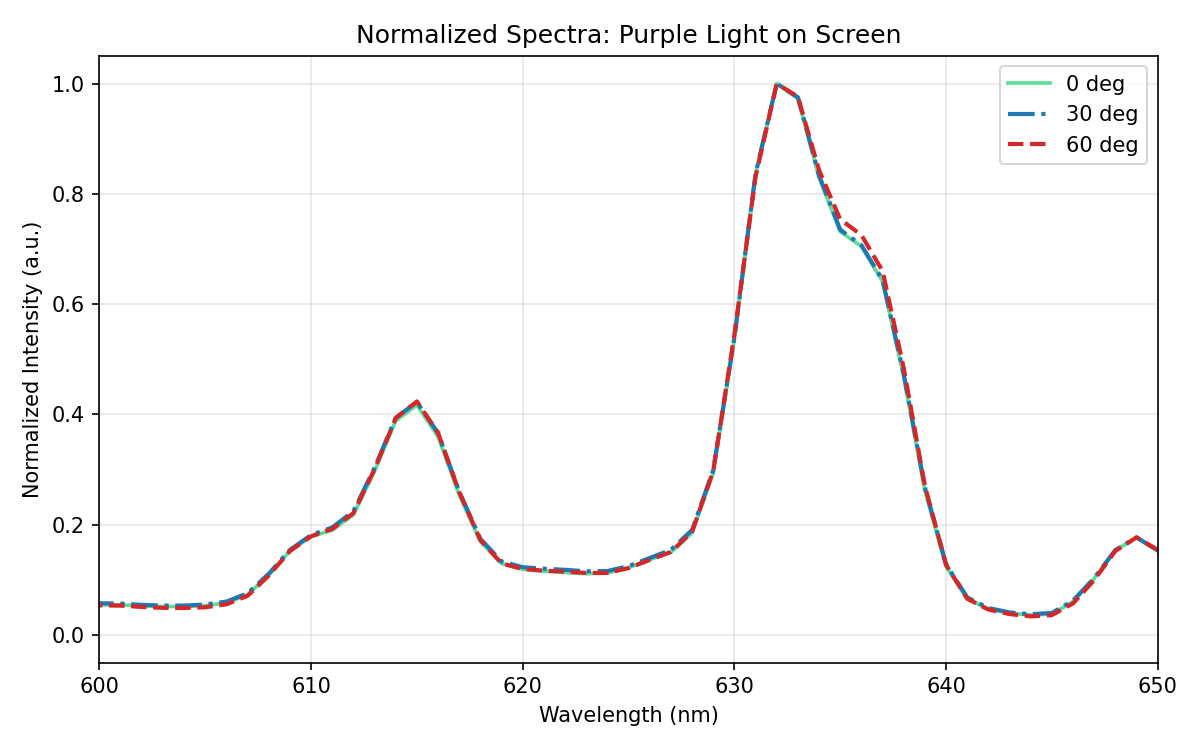 Normalized Spectra: Purple Light on Screen
Normalized Intensity (a.u.)
1.0
0.8
0.6
0.4
0.2
0.0
0 deg
30 deg
60 deg
600 610 620 630 640 650
Wavelength (nm)